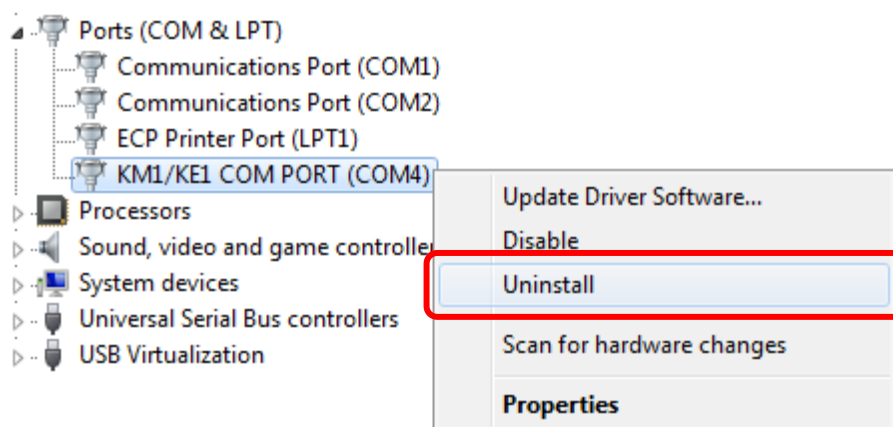 Ports (COM & LPT)
Communications Port (COM1)
Communications Port (COM2)
ECP Printer Port (LPT1)
KM1/KE1 COM PORT (COM4)
Processors
Sound, video and game controlle
System devices
Universal Serial Bus controllers
USB Virtualization
Update Driver Software...
Disable
Uninstall
Scan for hardware changes
Properties